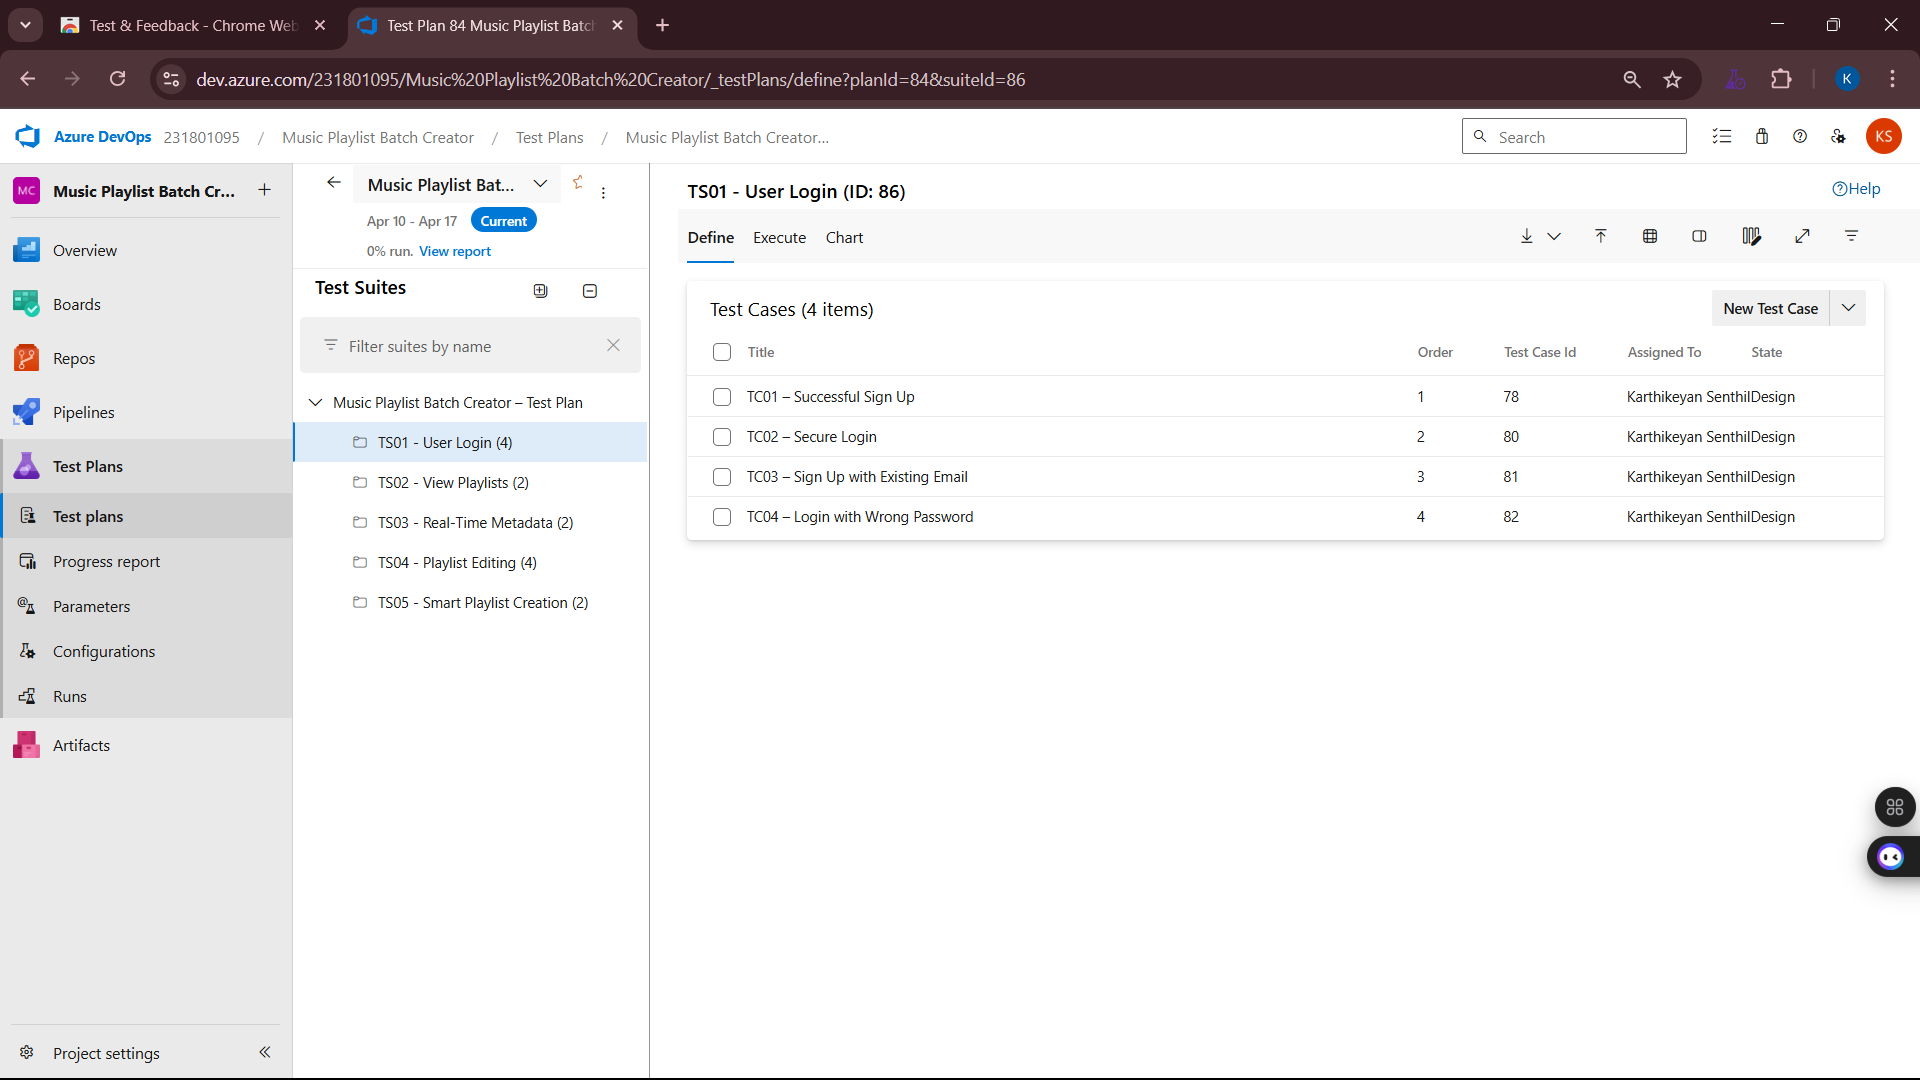 Test & Feedback - Chrome Web
Test Plan 84 Music Playlist Batch
dev.azure.com/231801095/Music%20Playlist%20Batch%20Creator/_testPlans/define?planId=84&suiteId=86
K
Azure DevOps 231801095 / Music Playlist Batch Creator / Test Plans / Music Playlist Batch Creator...
Search
KS
MC Music Playlist Batch Cr...
Overview
Boards
Repos
Pipelines
Test Plans
Test plans
Progress report
Parameters
Configurations
Runs
Artifacts
Project settings
Music Playlist Bat...
Apr 10 - Apr 17 Current
0% run. View report
Test Suites
Filter suites by name
Music Playlist Batch Creator – Test Plan
TS01 - User Login (4)
TS02 - View Playlists (2)
TS03 - Real-Time Metadata (2)
TS04 - Playlist Editing (4)
TS05 - Smart Playlist Creation (2)
TS01 - User Login (ID: 86)
Help
Define Execute Chart
Test Cases (4 items)
New Test Case
Title Order Test Case Id Assigned To State
TC01 – Successful Sign Up 1 78 Karthikeyan Senthil Design
TC02 – Secure Login 2 80 Karthikeyan Senthil Design
TC03 – Sign Up with Existing Email 3 81 Karthikeyan Senthil Design
TC04 – Login with Wrong Password 4 82 Karthikeyan Senthil Design